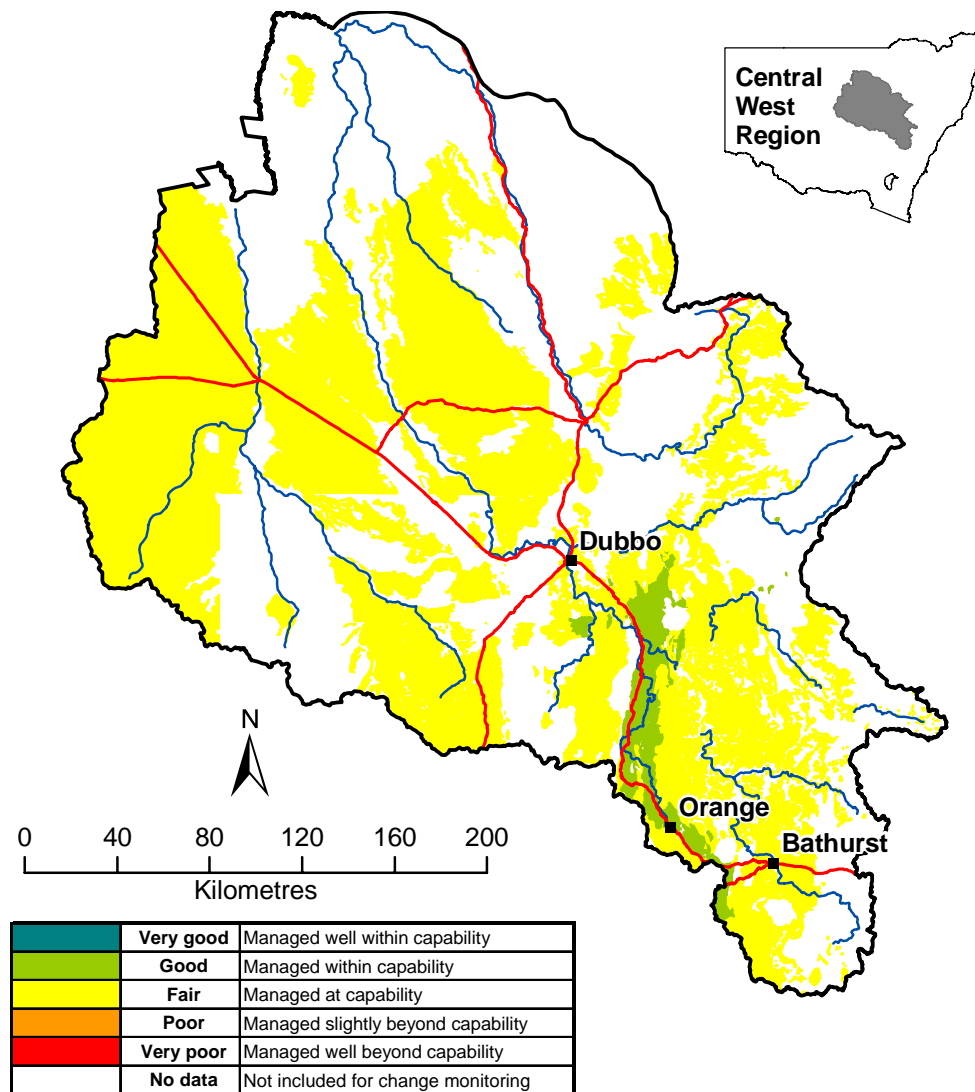 Central
West
Region
Dubbo
N
Orange
Bathurst
0 40 80 120 160 200
Kilometres
Very good Managed well within capability
Good Managed within capability
Fair Managed at capability
Poor Managed slightly beyond capability
Very poor Managed well beyond capability
No data Not included for change monitoring